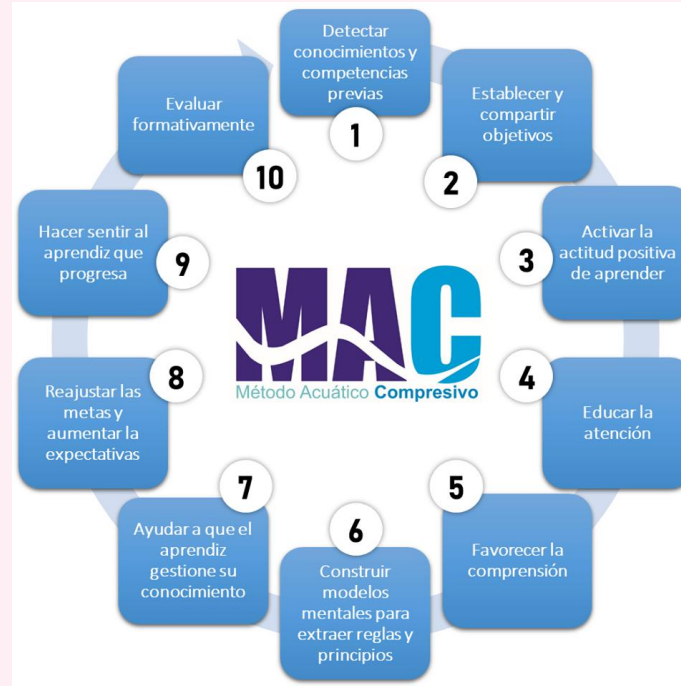 Detectar
conocimientos y
competencias
previas
1
Establecer y
compartir
objetivos
2
Activar la
actitud positiva
de aprender
3
Educar la
atención
4
Favorecer la
comprensión
5
Construir
modelos
mentales para
extraer reglas y
principios
6
Ayudar a que el
aprendiz
gestione su
conocimiento
7
Reajustar las
metas y
aumentar la
expectativas
8
Hacer sentir al
aprendiz que
progresa
9
Evaluar
formativamente
10
MAC
Método Acuático Compresivo